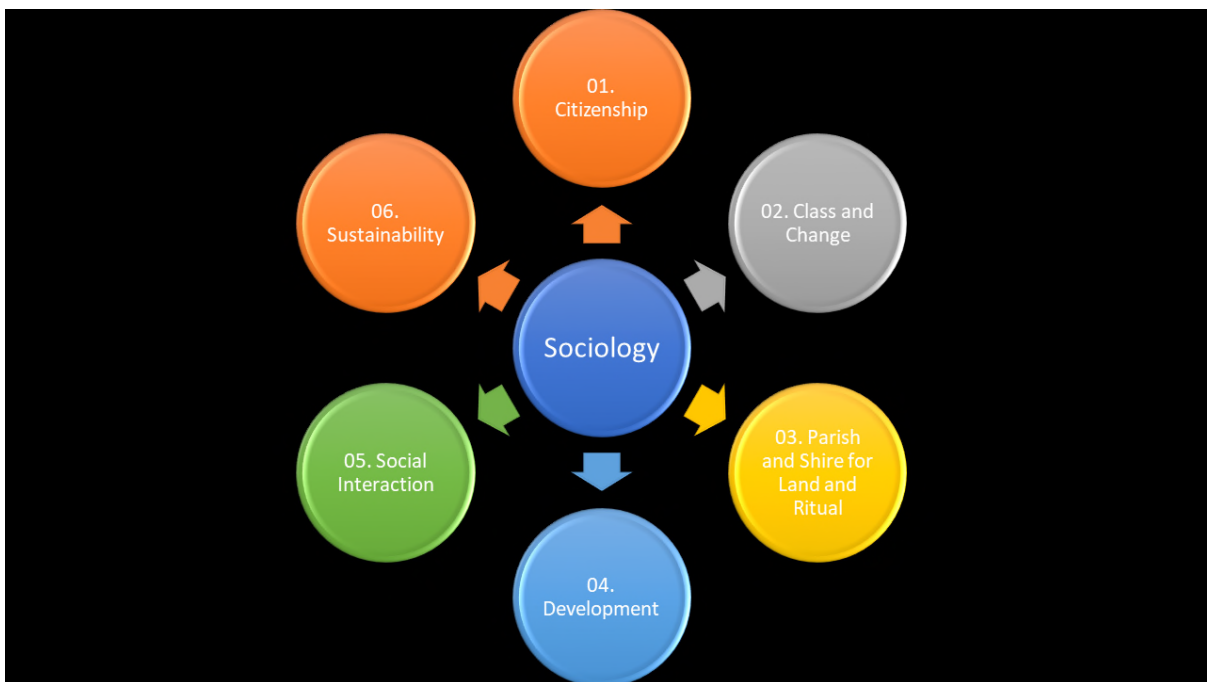 01.
Citizenship
02. Class and
Change
03. Parish
and Shire for
Land and
Ritual
04.
Development
05. Social
Interaction
06.
Sustainability
Sociology